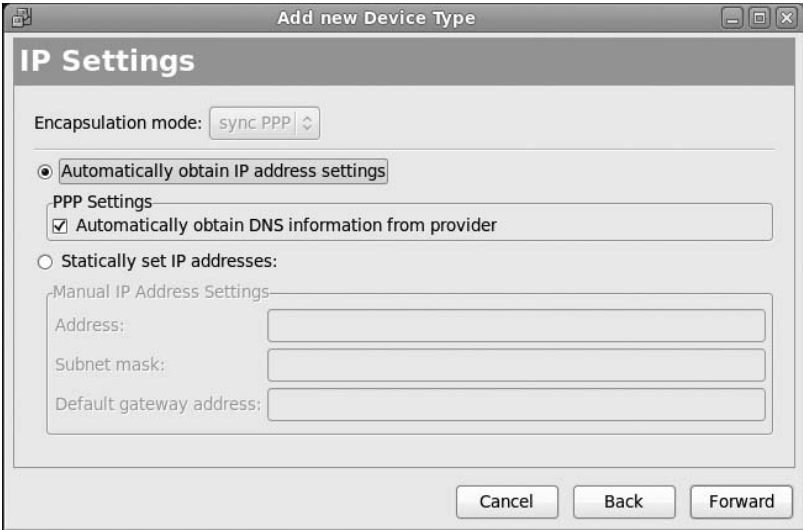 Add new Device Type
IP Settings
Encapsulation mode: sync PPP
Automatically obtain IP address settings
PPP Settings
Automatically obtain DNS information from provider
Statically set IP addresses:
Manual IP Address Settings
Address:
Subnet mask:
Default gateway address:
Cancel Back Forward